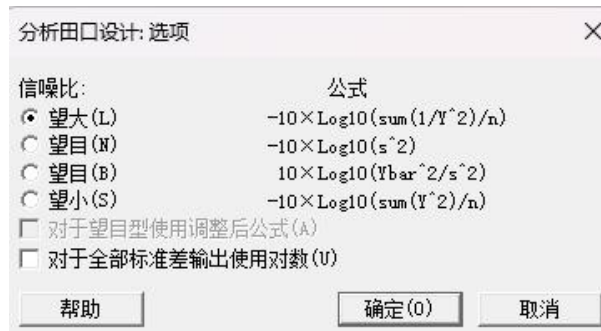 分析田口设计: 选项
信噪比: 公式
望大(L) -10×Log10(sum(1/Y^2)/n)
望目(N) -10×Log10(s^2)
望目(B) 10×Log10(Ybar^2/s^2)
望小(S) -10×Log10(sum(Y^2)/n)
对于望目型使用调整后公式(A)
对于全部标准差输出使用对数(U)
帮助 确定(O) 取消